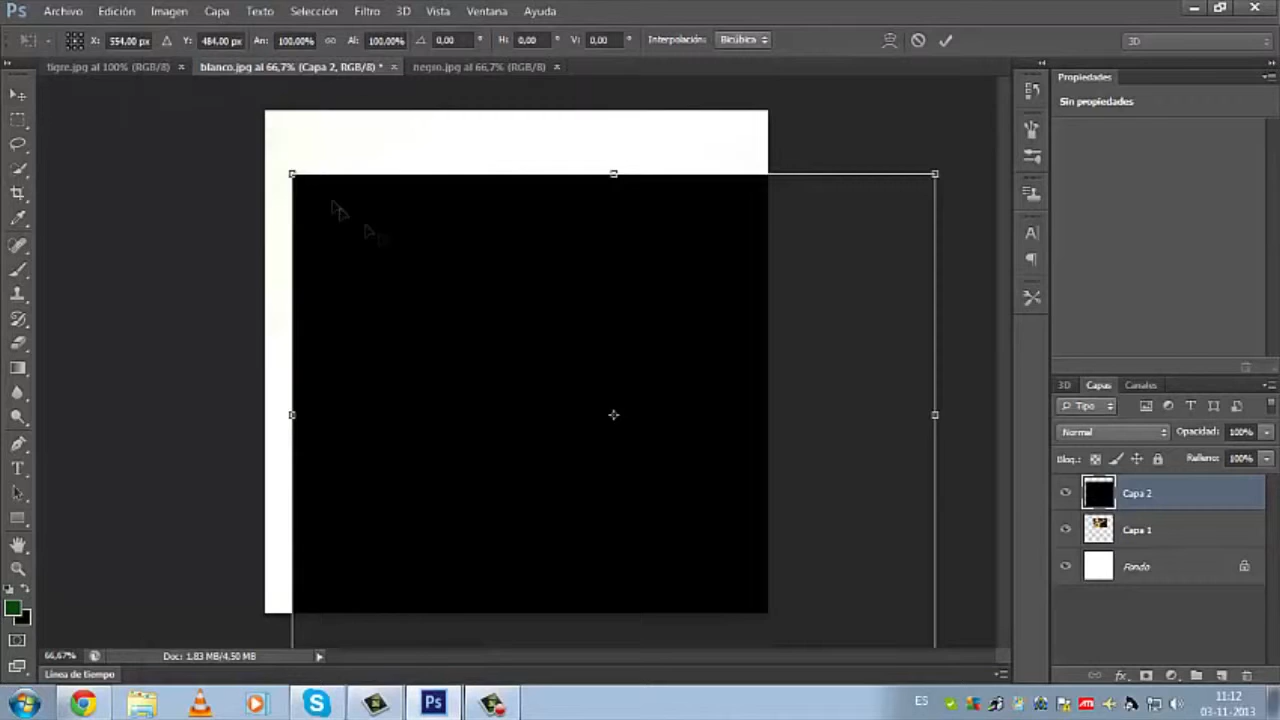 Ps Archivo Edición Imagen Capa Texto Selección Filtro 3D Vista Ventana Ayuda
X: 554.00 px Y: 484.00 px An: 100.00% Al: 100.00% 0,00 ° H: 0,00 ° V: 0,00 ° Interpolación: Bicúbica 3D
tigre.jpg al 100% (RGB/8) × blanco.jpg al 66,7% (Capa 2, RGB/8) * × negro.jpg al 66,7% (RGB/8) ×
Propiedades
Sin propiedades
3D Capas Canales
Tipo
Normal Opacidad: 100%
Bloq.: Relleno: 100%
Capa 2
Capa 1
Fondo
66,67% Doc: 1.83 MB/4,50 MB
Línea de tiempo
Ps ES 11:12
03-11-2013